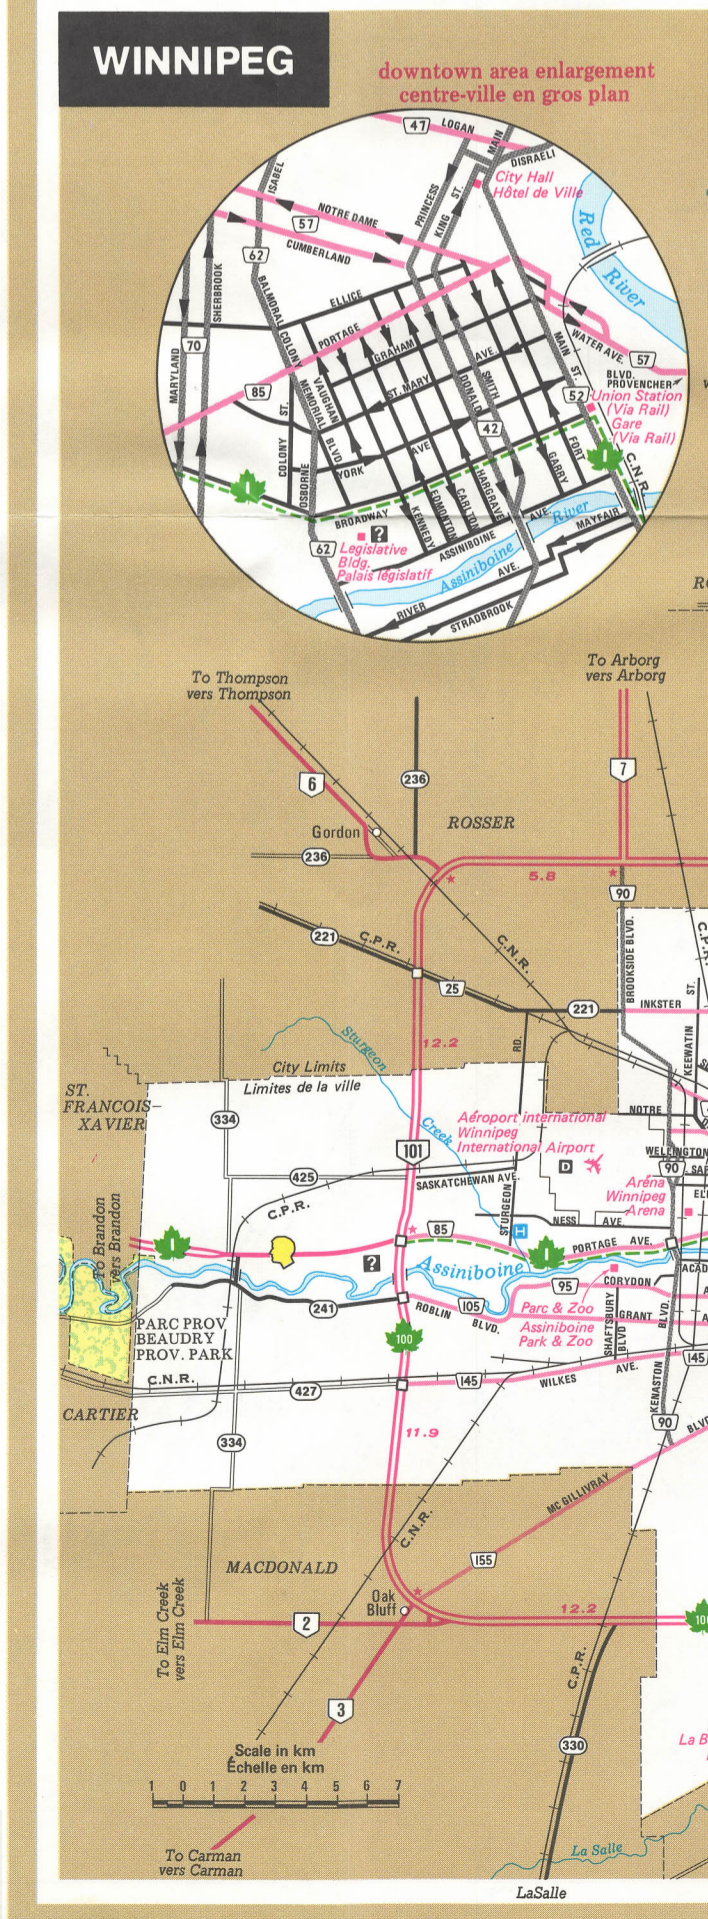 WINNIPEG
downtown area enlargement
centre-ville en gros plan
47
LOGAN
MAIN
DISRAELI
City Hall
Hôtel de Ville
ISABEL
PRINCESS
KING ST.
NOTRE DAME
57
CUMBERLAND
62
SHERBROOK
Red
River
BALMORAL
COLONY
ELLICE
PORTAGE
GRAHAM
AVE.
MAIN ST.
WATER AVE.
57
BLVD.
PROVENCHER
MARYLAND
70
85
VAUGHAN
MEMORIAL
BLVD
ST. MARY
DONALD
SMITH
52
Union Station
(Via Rail)
Gare
(Via Rail)
42
COLONY ST.
OSBORNE
YORK
AVE
FORT
GARRY
1
C.N.R.
1
BROADWAY
KENNEDY
EDMONTON
CARLTON
HARGRAVE
AVE.
River
MAYFAIR
?
62
Legislative
Bldg.
Palais législatif
ASSINIBOINE
Assiniboine
AVE.
RIVER
STRADBROOK
To Thompson
vers Thompson
To Arborg
vers Arborg
6
236
7
Gordon
ROSSER
236
5.8
90
221
C.P.R.
C.N.R.
BROOKSIDE BLVD.
C.P.R.
25
221
INKSTER
ST.
KEEWATIN
12.2
RD.
Sturgeon
City Limits
Limites de la ville
ST.
FRANCOIS-
XAVIER
334
Creek
Aéroport international
Winnipeg
International Airport
NOTRE
101
WELLINGTON
90
425
SASKATCHEWAN AVE.
D
Aréna
Winnipeg
Arena
C.P.R.
STURGEON
NESS AVE.
To Brandon
vers Brandon
1
85
H
1
PORTAGE AVE.
?
Assiniboine
95
CORYDON
241
ROBLIN
105
BLVD.
Parc & Zoo
Assiniboine
Park & Zoo
SHAFTSBURY
BLVD
GRANT
BLVD.
PARC PROV
BEAUDRY
PROV. PARK
100
C.N.R.
427
145
WILKES
AVE.
145
KENASTON
CARTIER
334
11.9
90
BLVD
MC GILLIVRAY
C.N.R.
155
MACDONALD
Oak
Bluff
To Elm Creek
vers Elm Creek
2
12.2
100
3
C.P.R.
330
La B
Scale in km
Échelle en km
1 0 1 2 3 4 5 6 7
To Carman
vers Carman
La Salle
LaSalle